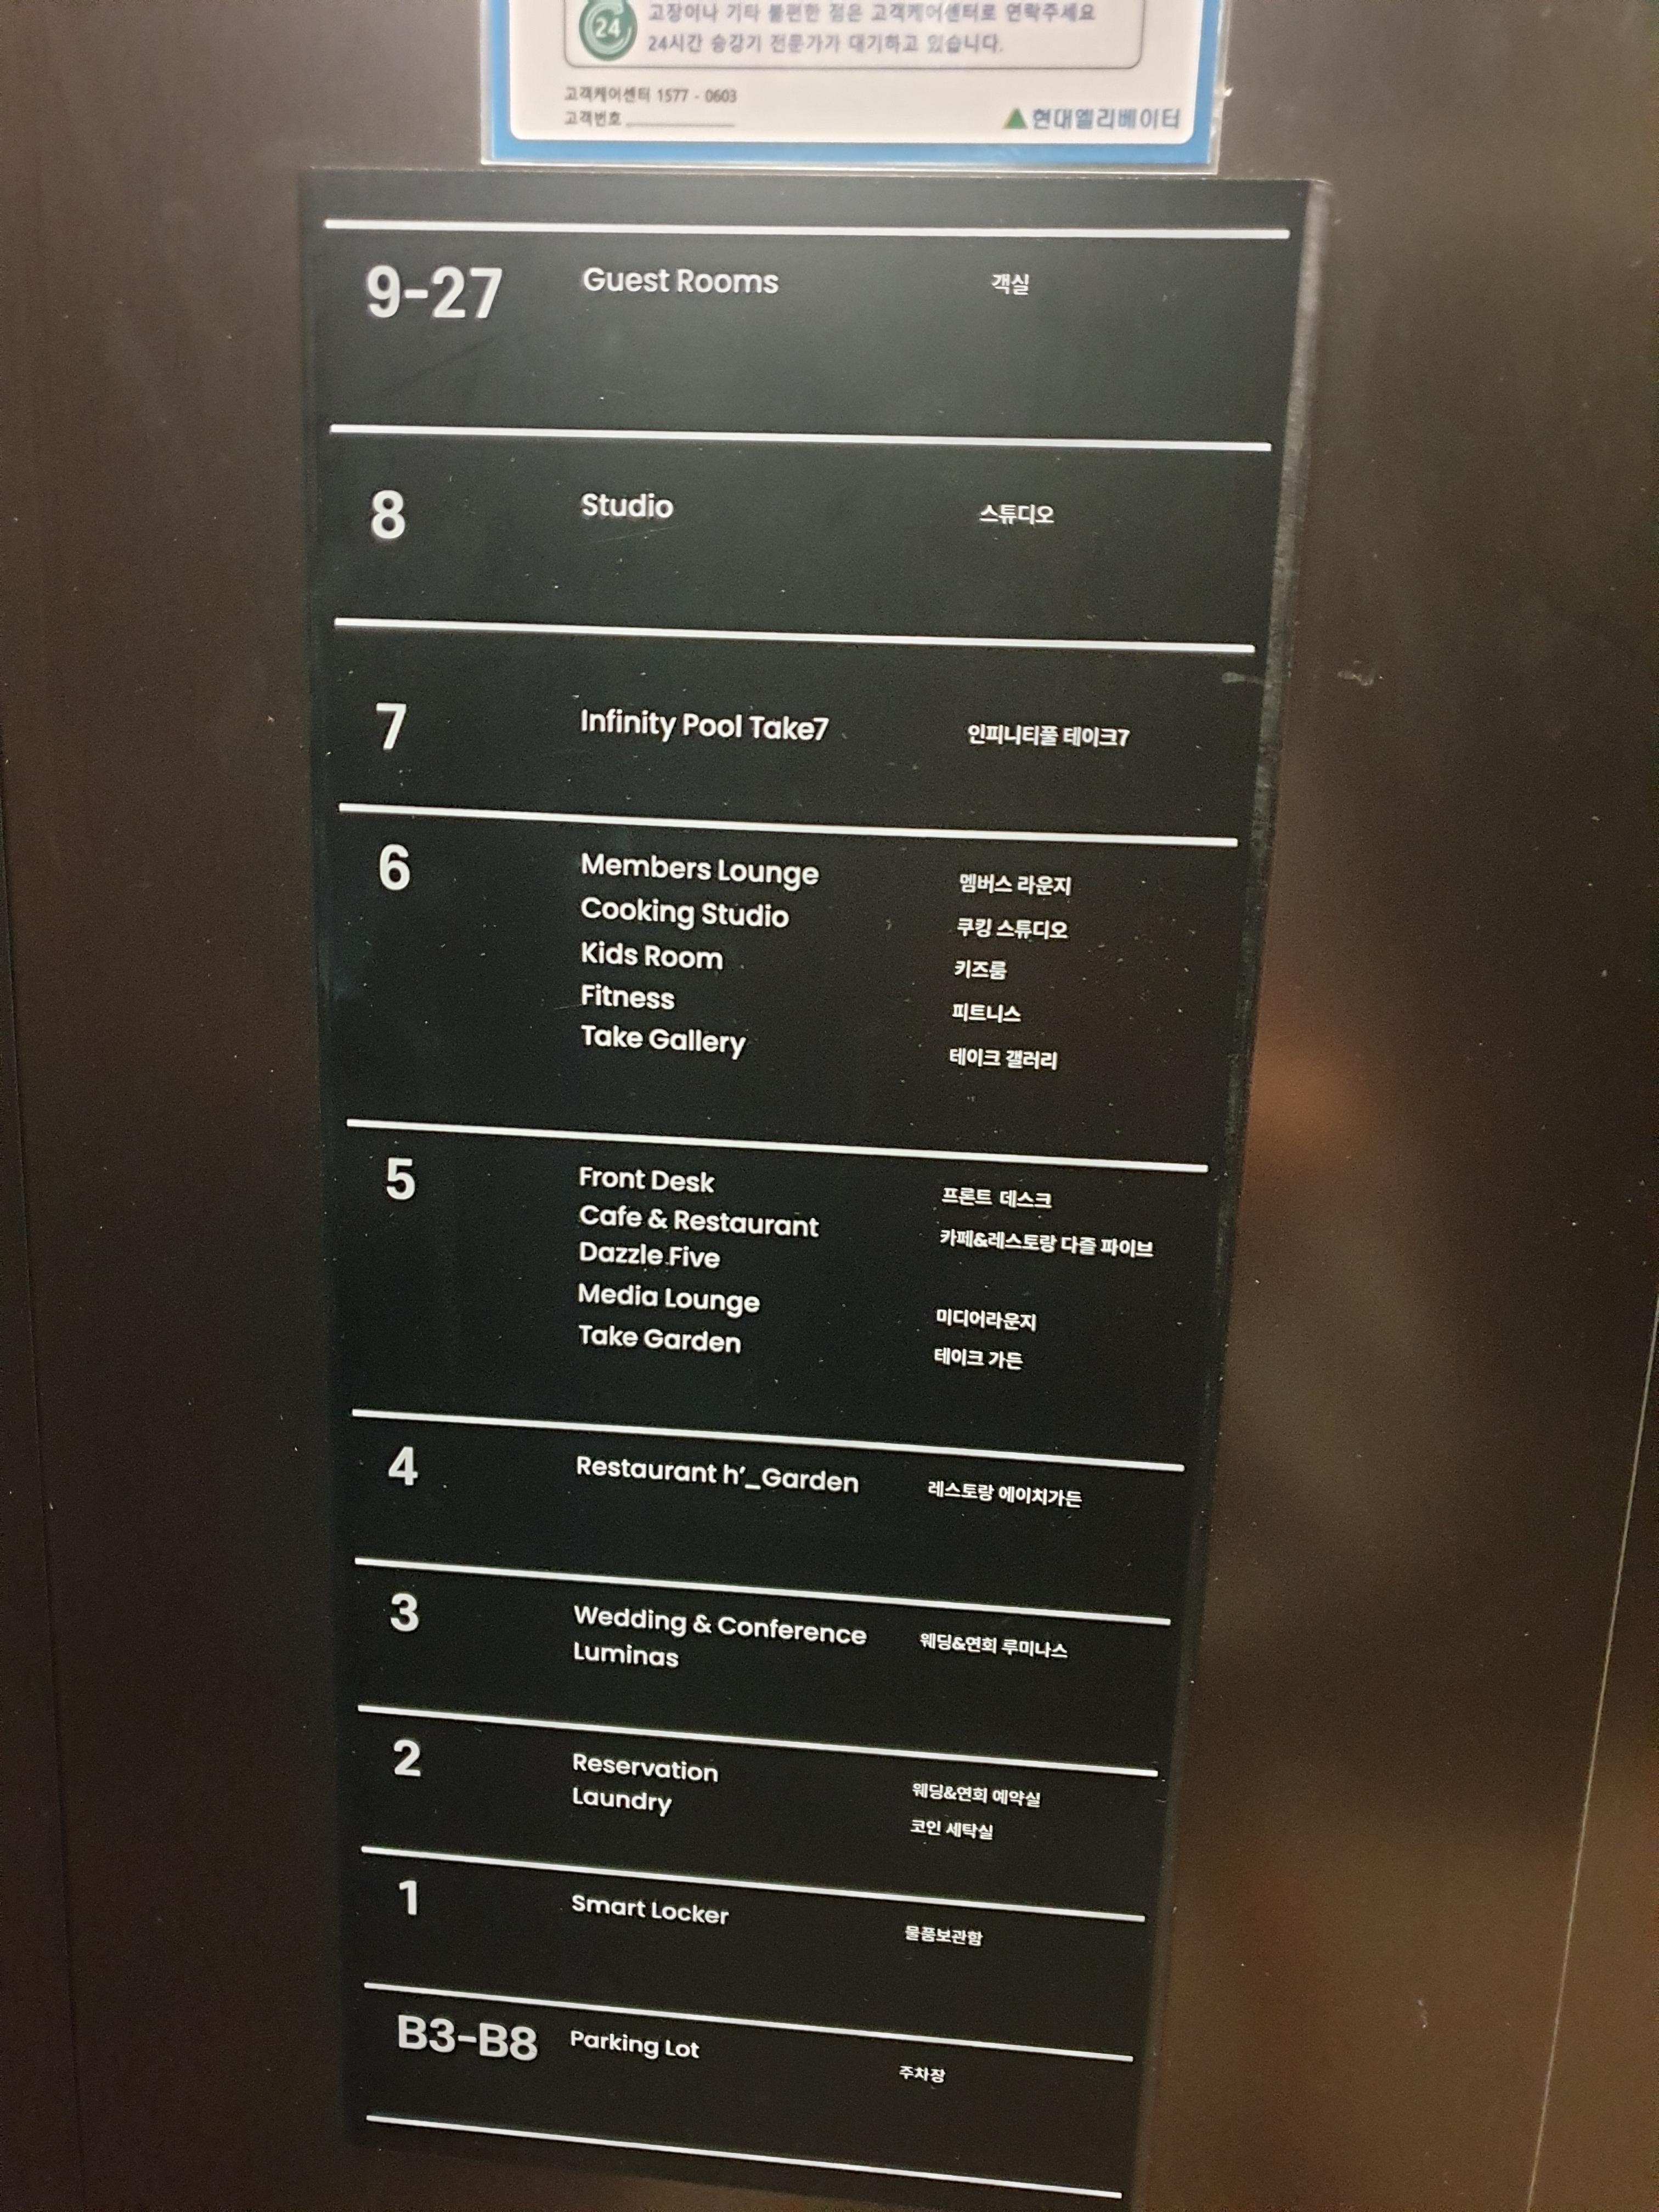 24
고장이나 기타 불편한 점은 고객케어센터로 연락주세요
24시간 승강기 전문가가 대기하고 있습니다.
고객케어센터 1577 - 0603
고객번호
현대엘리베이터
9-27 Guest Rooms 객실
8 Studio 스튜디오
7 Infinity Pool Take7 인피니티풀 테이크7
6 Members Lounge 멤버스 라운지
Cooking Studio 쿠킹 스튜디오
Kids Room 키즈룸
Fitness 피트니스
Take Gallery 테이크 갤러리
5 Front Desk 프론트 데스크
Cafe & Restaurant 카페&레스토랑 다즐 파이브
Dazzle Five
Media Lounge 미디어라운지
Take Garden 테이크 가든
4 Restaurant h'_Garden 레스토랑 에이치가든
3 Wedding & Conference 웨딩&연회 루미나스
Luminas
2 Reservation 웨딩&연회 예약실
Laundry 코인 세탁실
1 Smart Locker 물품보관함
B3-B8 Parking Lot 주차장